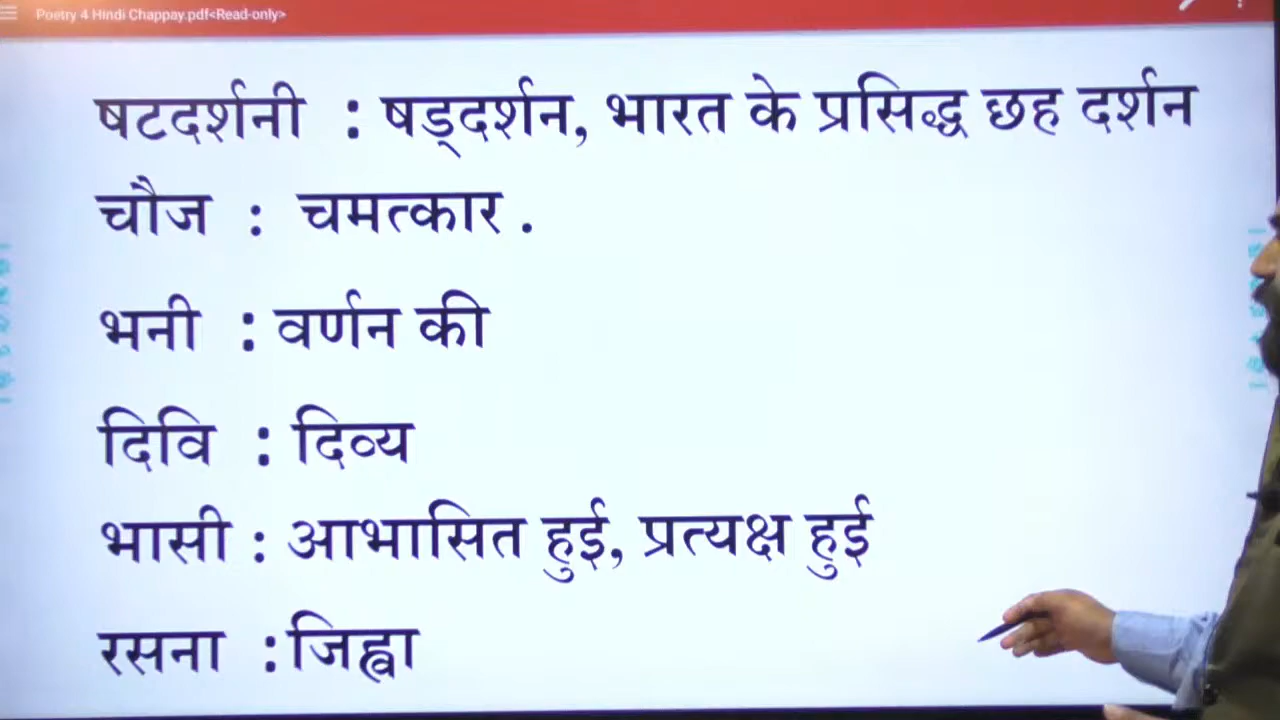 Poetry 4 Hindi Chappay.pdf<Read-only>
षटदर्शनी : षड्दर्शन, भारत के प्रसिद्ध छह दर्शन
चौज : चमत्कार .
भनी : वर्णन की
दिवि : दिव्य
भासी : आभासित हुई, प्रत्यक्ष हुई
रसना : जिह्वा